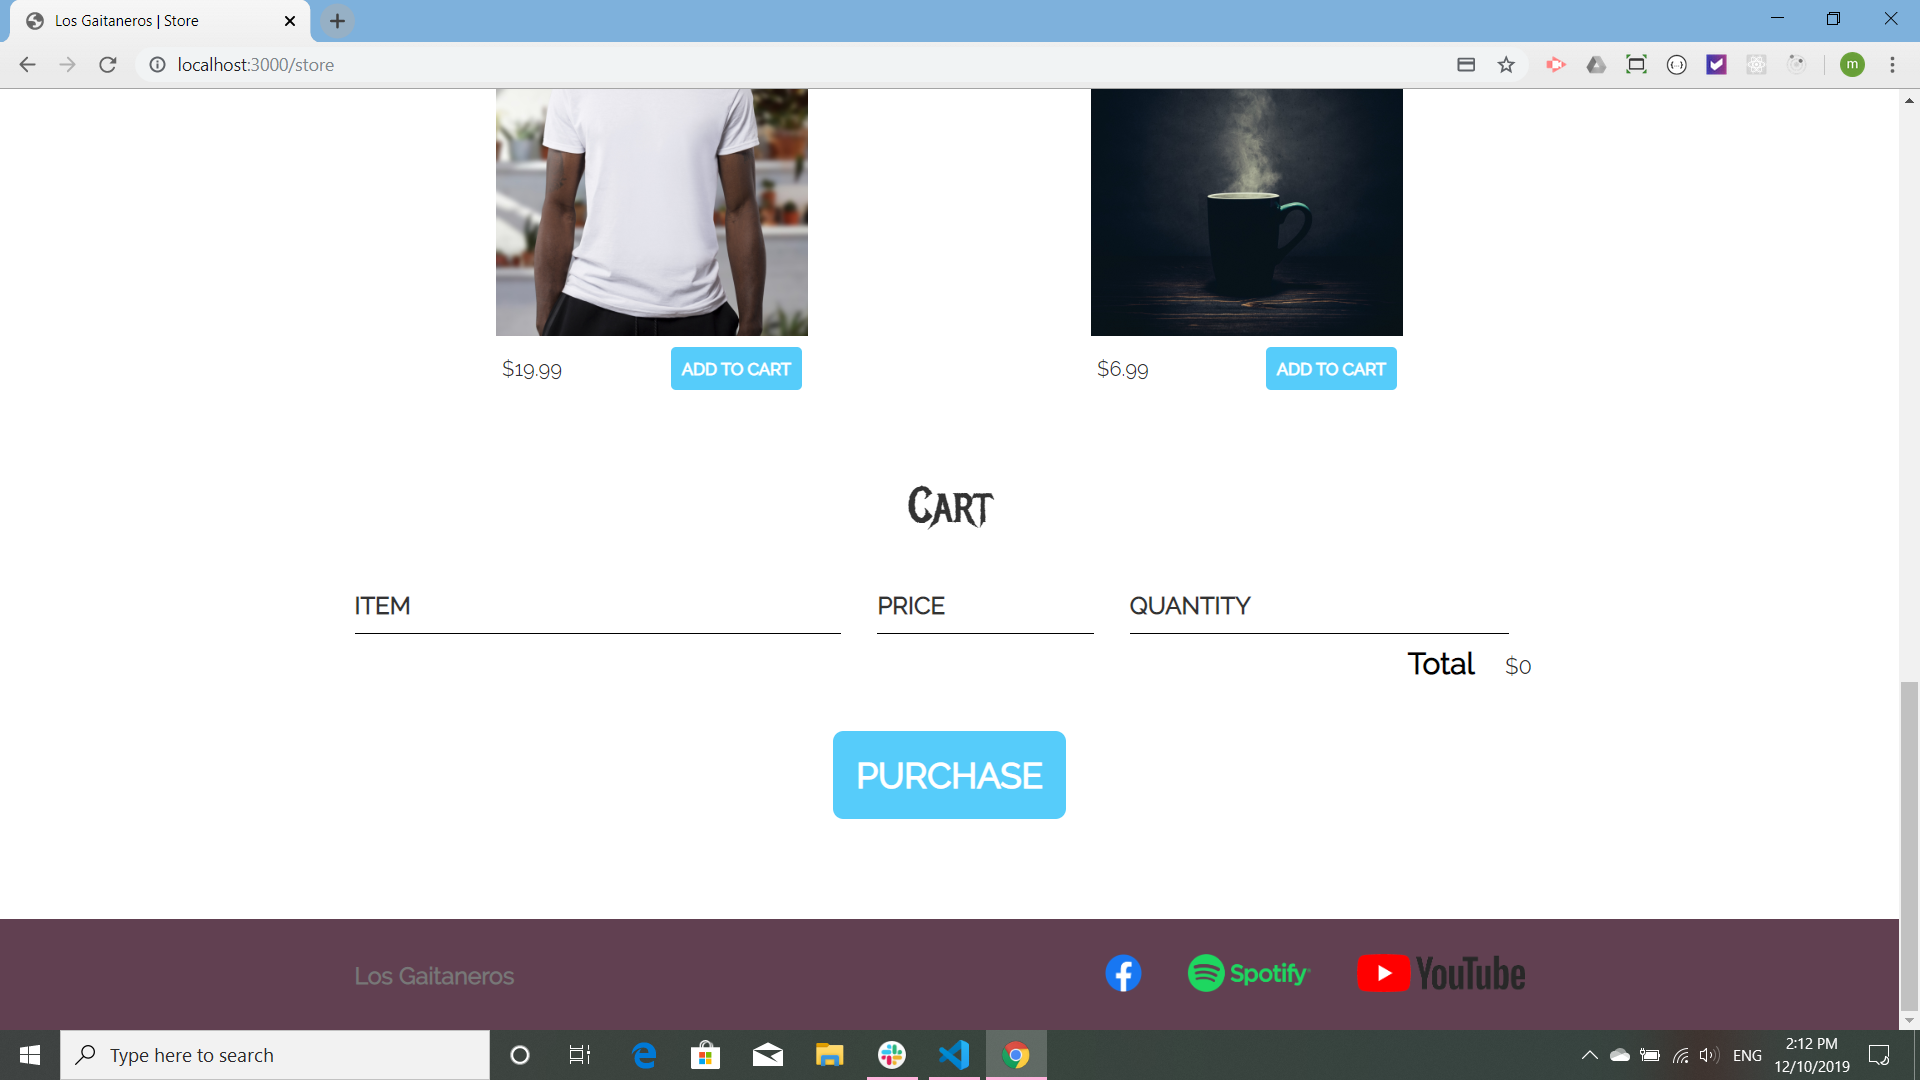 Los Gaitaneros | Store
localhost:3000/store
m
$19.99 ADD TO CART $6.99 ADD TO CART
Cart
ITEM PRICE QUANTITY
Total $0
PURCHASE
Los Gaitaneros Spotify YouTube
Type here to search
ENG
2:12 PM
12/10/2019